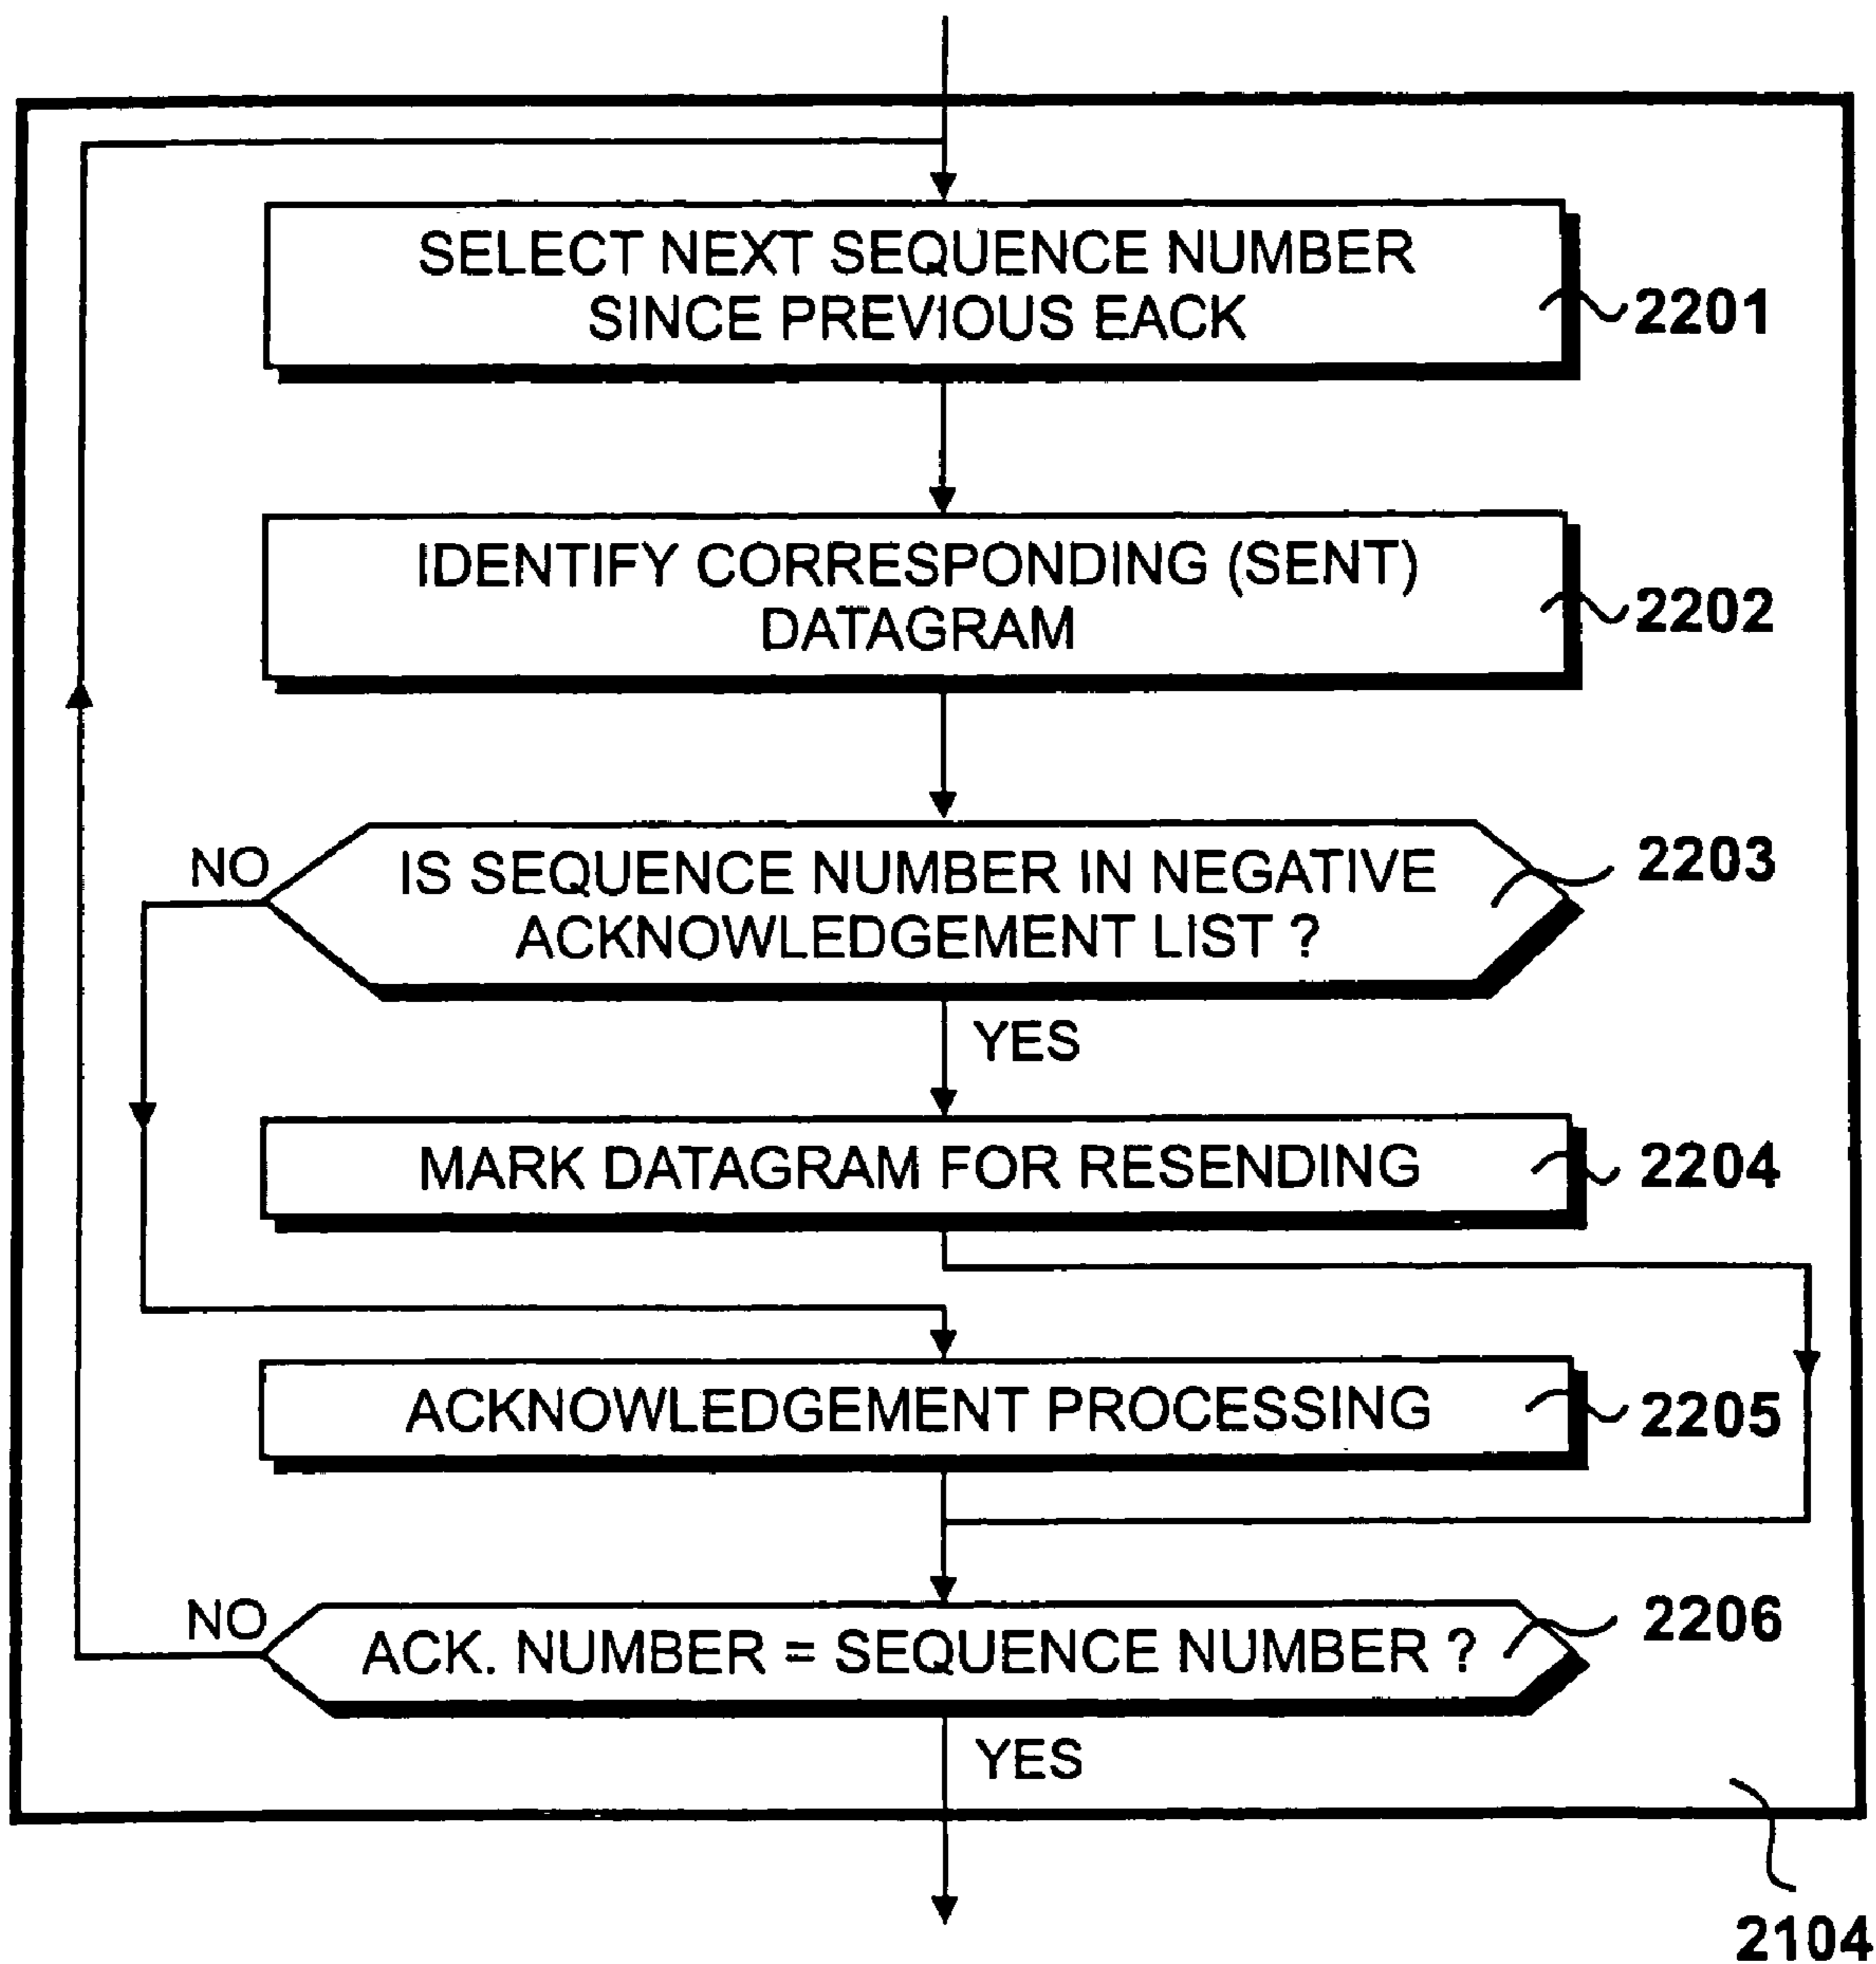 SELECT NEXT SEQUENCE NUMBER
SINCE PREVIOUS EACK
2201
IDENTIFY CORRESPONDING (SENT)
DATAGRAM
2202
NO
IS SEQUENCE NUMBER IN NEGATIVE
ACKNOWLEDGEMENT LIST ?
2203
YES
MARK DATAGRAM FOR RESENDING
2204
ACKNOWLEDGEMENT PROCESSING
2205
NO
ACK. NUMBER = SEQUENCE NUMBER ?
2206
YES
2104